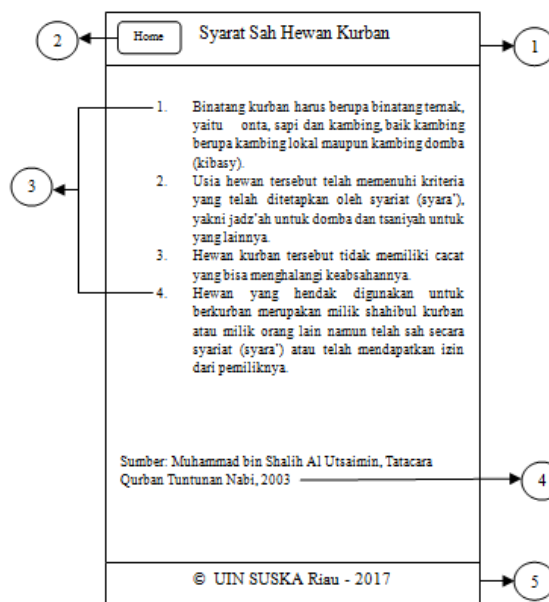 2
Home
Syarat Sah Hewan Kurban
1
1. Binatang kurban harus berupa binatang ternak,
yaitu onta, sapi dan kambing, baik kambing
berupa kambing lokal maupun kambing domba
(kibasy).
2. Usia hewan tersebut telah memenuhi kriteria
yang telah ditetapkan oleh syariat (syara’),
yakni jadz’ah untuk domba dan tsaniyah untuk
yang lainnya.
3
3. Hewan kurban tersebut tidak memiliki cacat
yang bisa menghalangi keabsahannya.
4. Hewan yang hendak digunakan untuk
berkurban merupakan milik shahibul kurban
atau milik orang lain namun telah sah secara
syariat (syara’) atau telah mendapatkan izin
dari pemiliknya.
Sumber: Muhammad bin Shalih Al Utsaimin, Tatacara
Qurban Tuntunan Nabi, 2003
4
© UIN SUSKA Riau - 2017
5